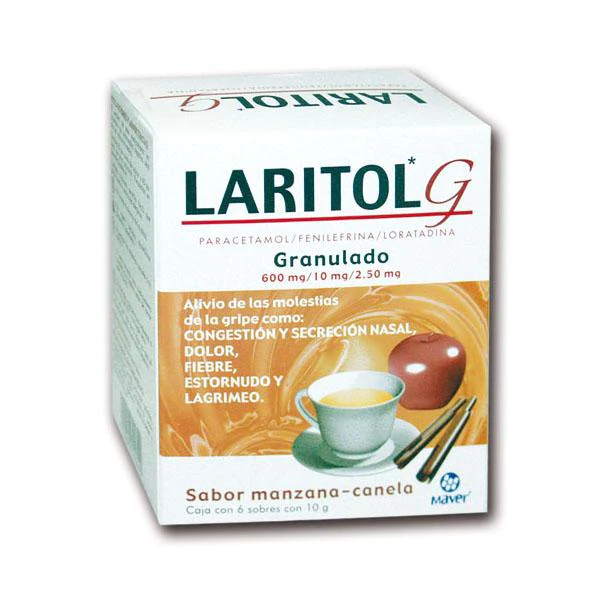 LARITOL G
LARITOL* G
PARACETAMOL/FENILEFRINA/LORATADINA
Granulado
600 mg/10 mg/2.50 mg
Alivio de las molestias
de la gripe como:
CONGESTIÓN Y SECRECIÓN NASAL,
DOLOR,
FIEBRE,
ESTORNUDO Y
LAGRIMEO.
Sabor manzana-canela
Caja con 6 sobres con 10 g
Maver